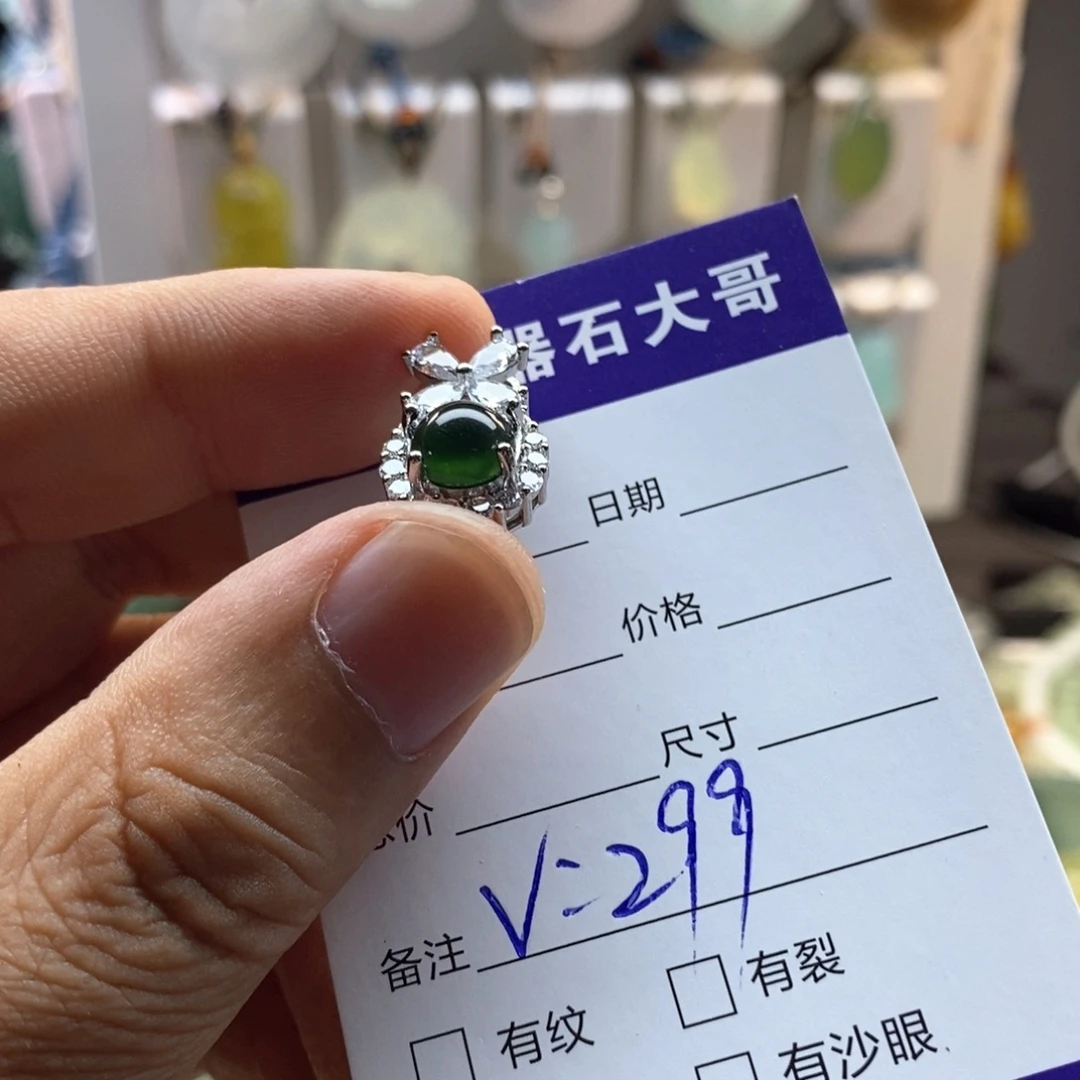 器石大哥
日期
价格
尺寸
价
V=299
备注
有裂
有纹
有沙眼